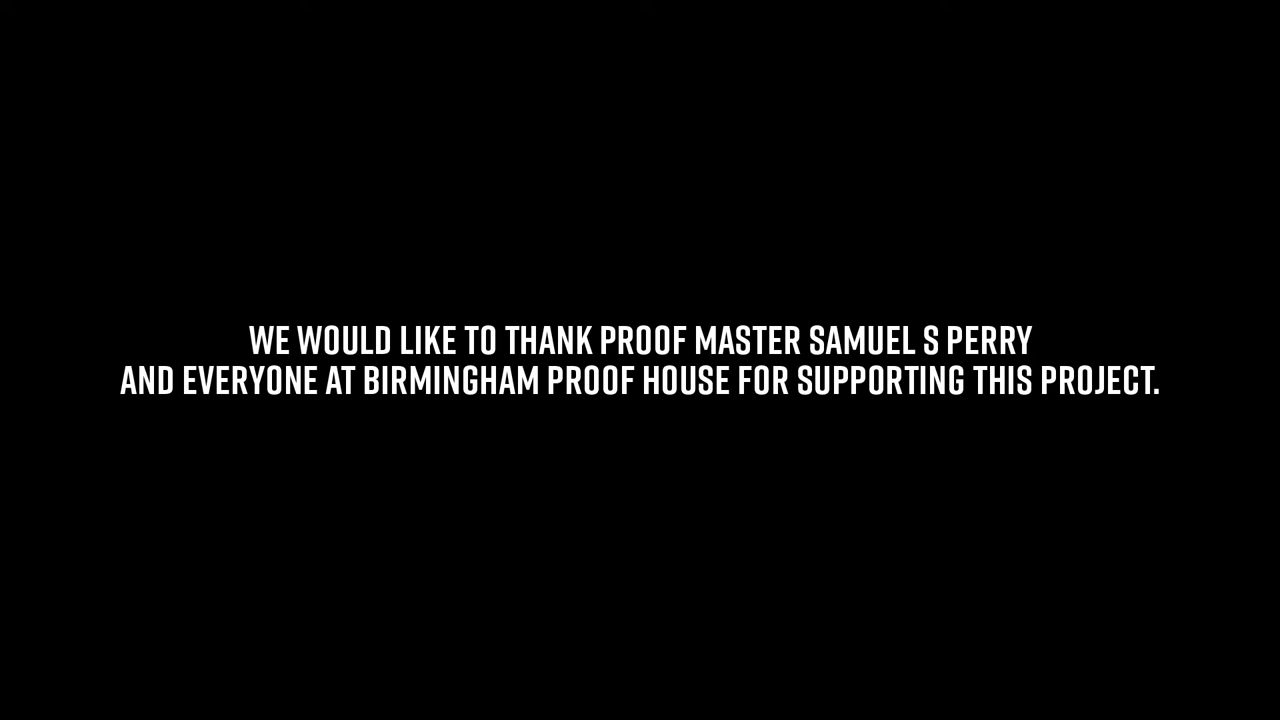 WE WOULD LIKE TO THANK PROOF MASTER SAMUEL S PERRY
AND EVERYONE AT BIRMINGHAM PROOF HOUSE FOR SUPPORTING THIS PROJECT.